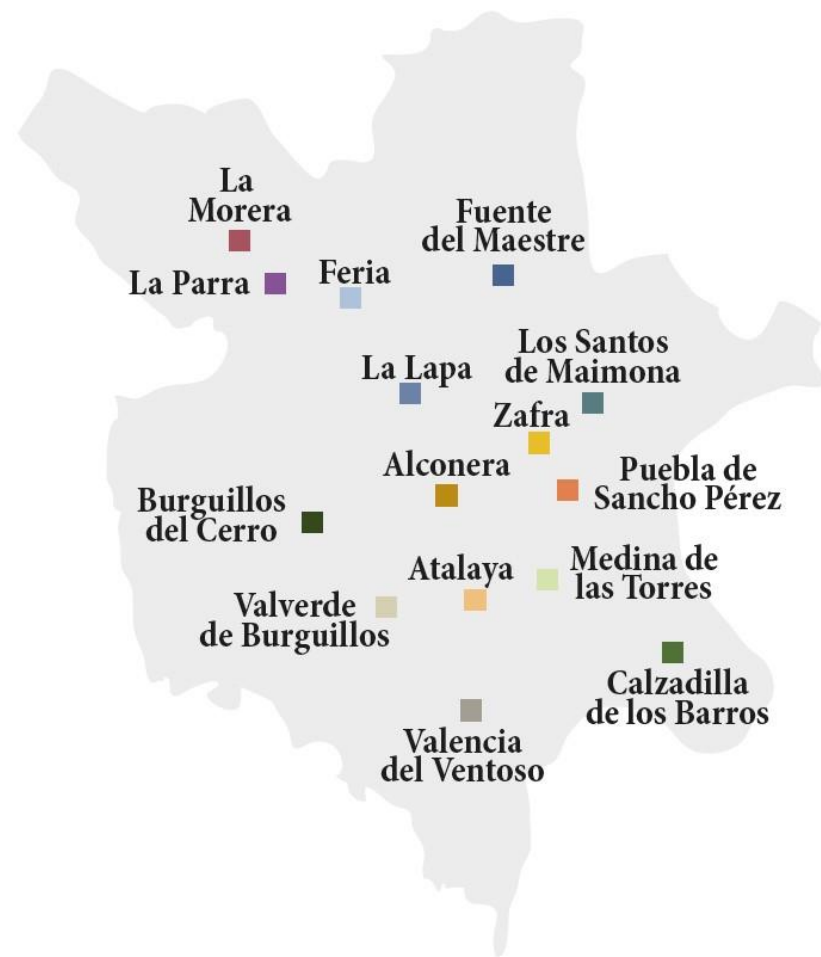 La
Morera
Fuente
del Maestre
La Parra
Feria
Los Santos
de Maimona
La Lapa
Zafra
Alconera
Puebla de
Sancho Pérez
Burguillos
del Cerro
Atalaya
Medina de
las Torres
Valverde
de Burguillos
Calzadilla
de los Barros
Valencia
del Ventoso